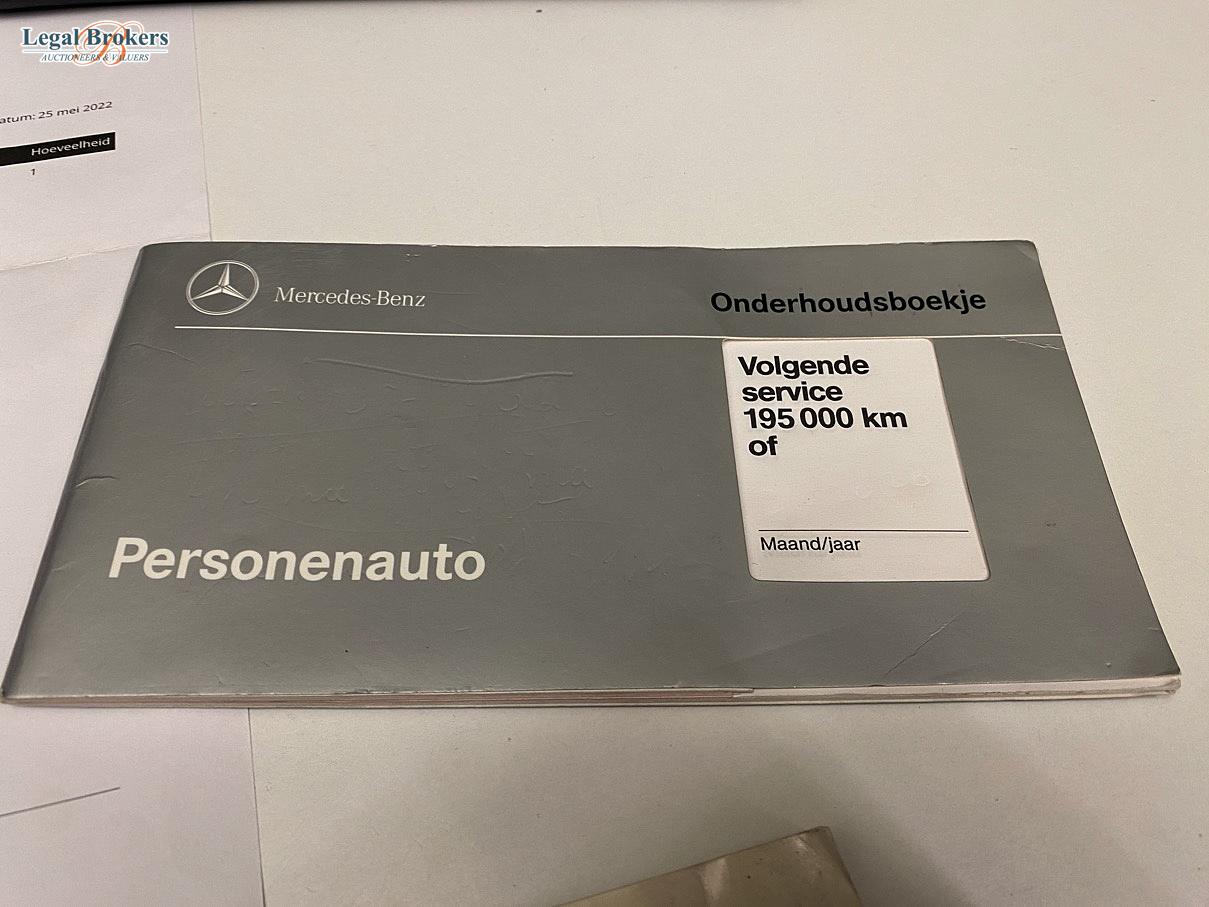 Legal Brokers
AUCTIONEERS & VALUERS
atum: 25 mei 2022
Hoeveelheid
1
Mercedes-Benz
Onderhoudsboekje
Volgende
service
195 000 km
of
Maand/jaar
Personenauto